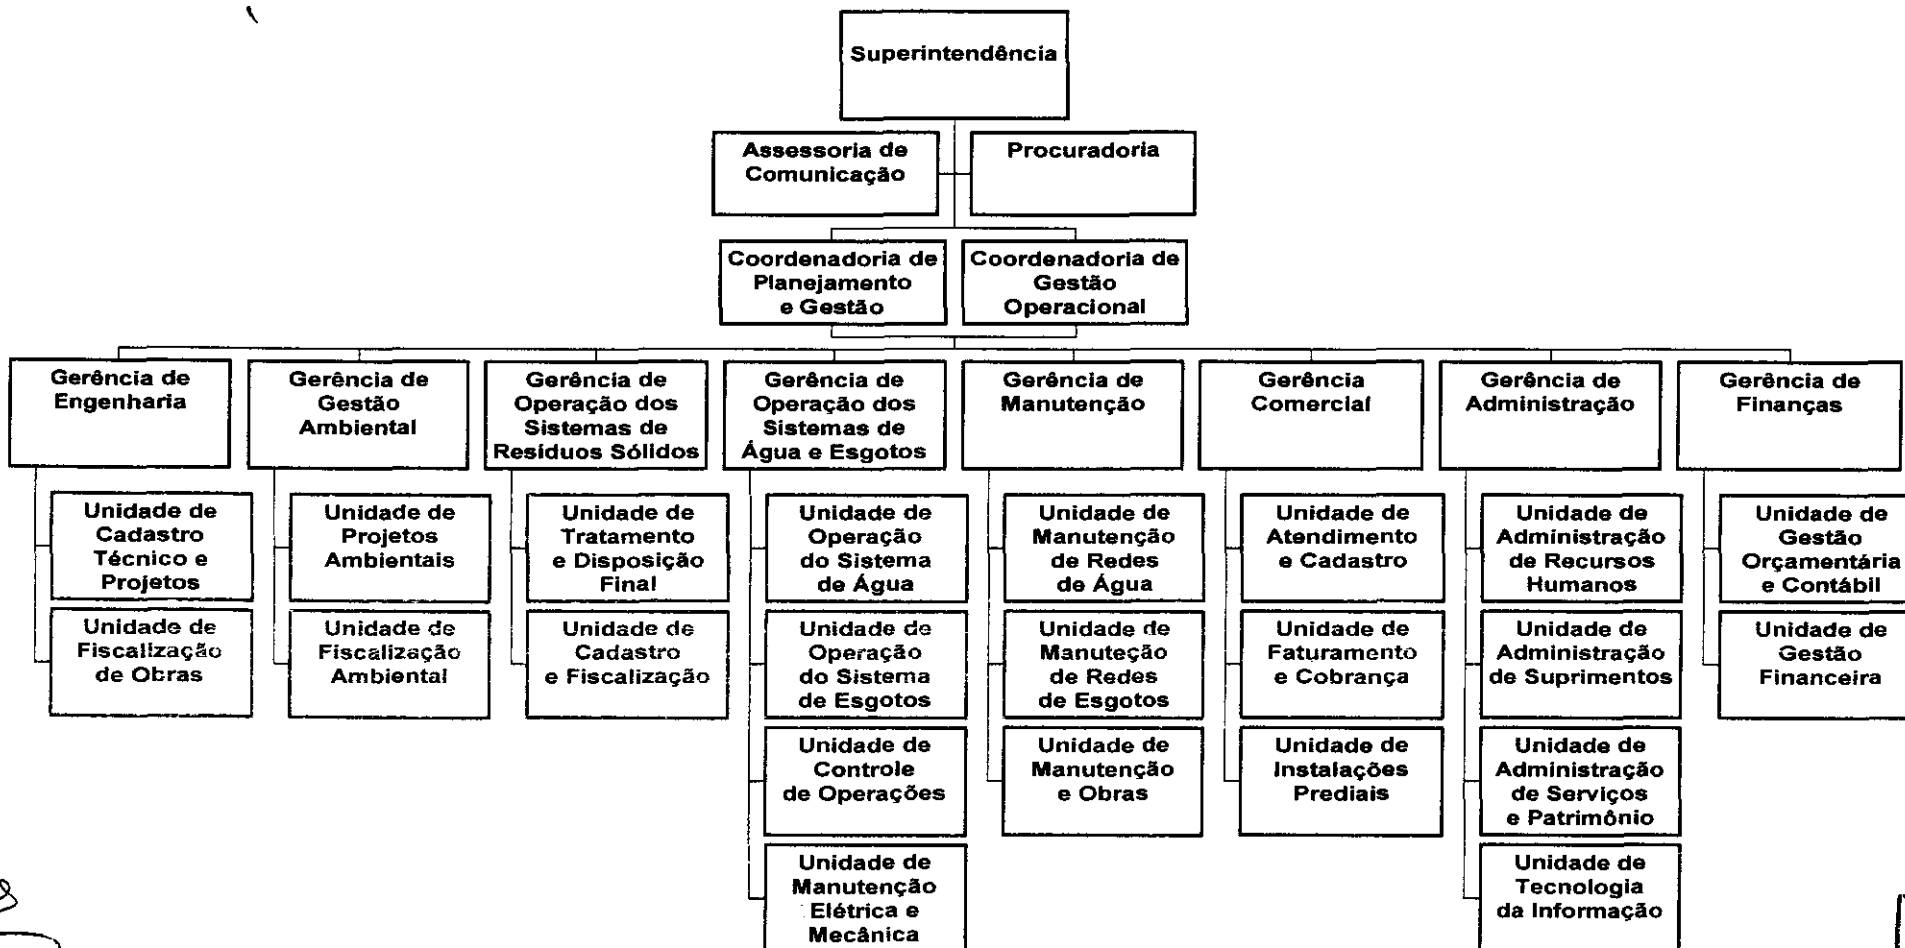 Superintendência
Assessoria de
Comunicação
Procuradoria
Coordenadoria de
Planejamento
e Gestão
Coordenadoria de
Gestão
Operacional
Gerência de
Engenharia
Gerência de
Gestão
Ambiental
Gerência de
Operação dos
Sistemas de
Resíduos Sólidos
Gerência de
Operação dos
Sistemas de
Água e Esgotos
Gerência de
Manutenção
Gerência
Comercial
Gerência de
Administração
Gerência de
Finanças
Unidade de
Cadastro
Técnico e
Projetos
Unidade de
Projetos
Ambientais
Unidade de
Tratamento
e Disposição
Final
Unidade de
Operação
do Sistema
de Água
Unidade de
Manutenção
de Redes
de Água
Unidade de
Atendimento
e Cadastro
Unidade de
Administração
de Recursos
Humanos
Unidade de
Gestão
Orçamentária
e Contábil
Unidade de
Fiscalização
de Obras
Unidade de
Fiscalização
Ambiental
Unidade de
Cadastro
e Fiscalização
Unidade de
Operação
do Sistema
de Esgotos
Unidade de
Manuteção
de Redes
de Esgotos
Unidade de
Faturamento
e Cobrança
Unidade de
Administração
de Suprimentos
Unidade de
Gestão
Financeira
Unidade de
Controle
de Operações
Unidade de
Manutenção
e Obras
Unidade de
Instalações
Prediais
Unidade de
Administração
de Serviços
e Patrimônio
Unidade de
Manutenção
Elétrica e
Mecânica
Unidade de
Tecnologia
da Informação